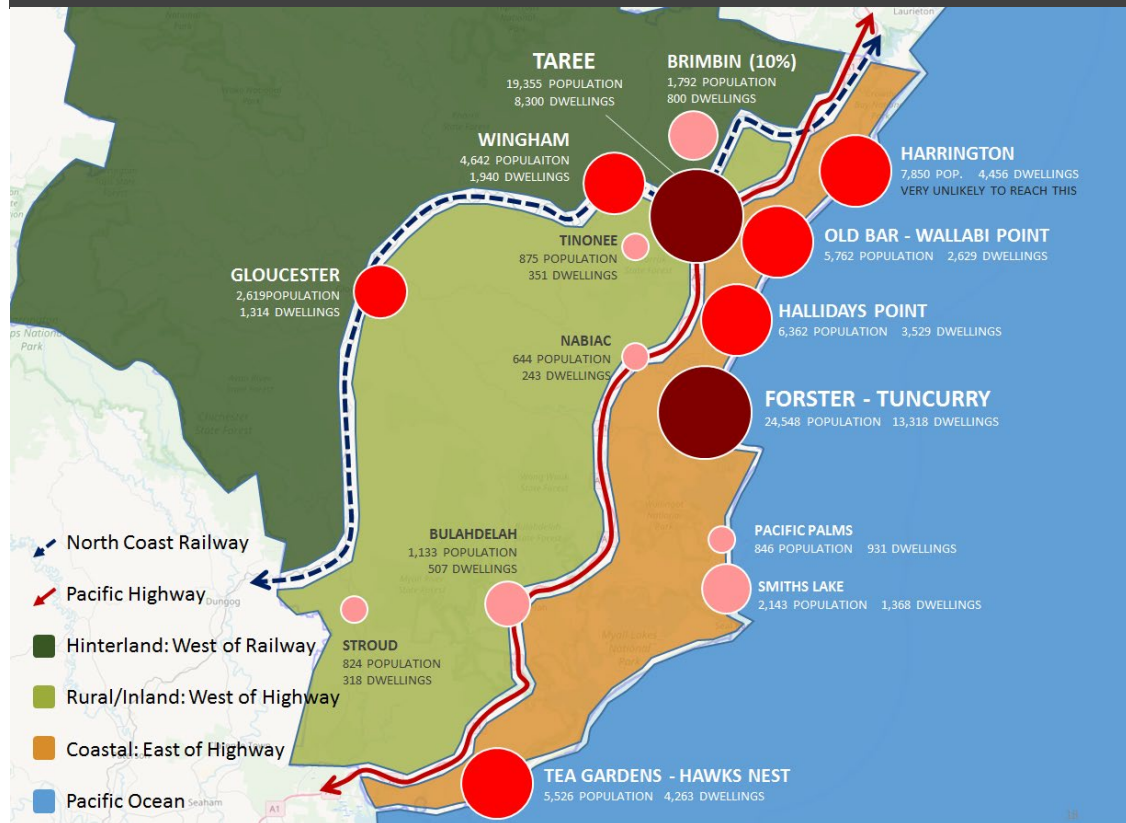 Laurieton
TAREE
19,355 POPULATION
8,300 DWELLINGS
BRIMBIN (10%)
1,792 POPULATION
800 DWELLINGS
WINGHAM
4,642 POPULAITON
1,940 DWELLINGS
HARRINGTON
7,850 POP. 4,456 DWELLINGS
VERY UNLIKELY TO REACH THIS
TINONEE
875 POPULATION
351 DWELLINGS
OLD BAR - WALLABI POINT
5,762 POPULATION 2,629 DWELLINGS
GLOUCESTER
2,619POPULATION
1,314 DWELLINGS
HALLIDAYS POINT
6,362 POPULATION 3,529 DWELLINGS
NABIAC
644 POPULATION
243 DWELLINGS
FORSTER - TUNCURRY
24,548 POPULATION 13,318 DWELLINGS
PACIFIC PALMS
846 POPULATION 931 DWELLINGS
BULAHDELAH
1,133 POPULATION
507 DWELLINGS
SMITHS LAKE
2,143 POPULATION 1,368 DWELLINGS
STROUD
824 POPULATION
318 DWELLINGS
TEA GARDENS - HAWKS NEST
5,526 POPULATION 4,263 DWELLINGS
North Coast Railway
Pacific Highway
Hinterland: West of Railway
Rural/Inland: West of Highway
Coastal: East of Highway
Pacific Ocean
Dungog
Seaham
A1
Park